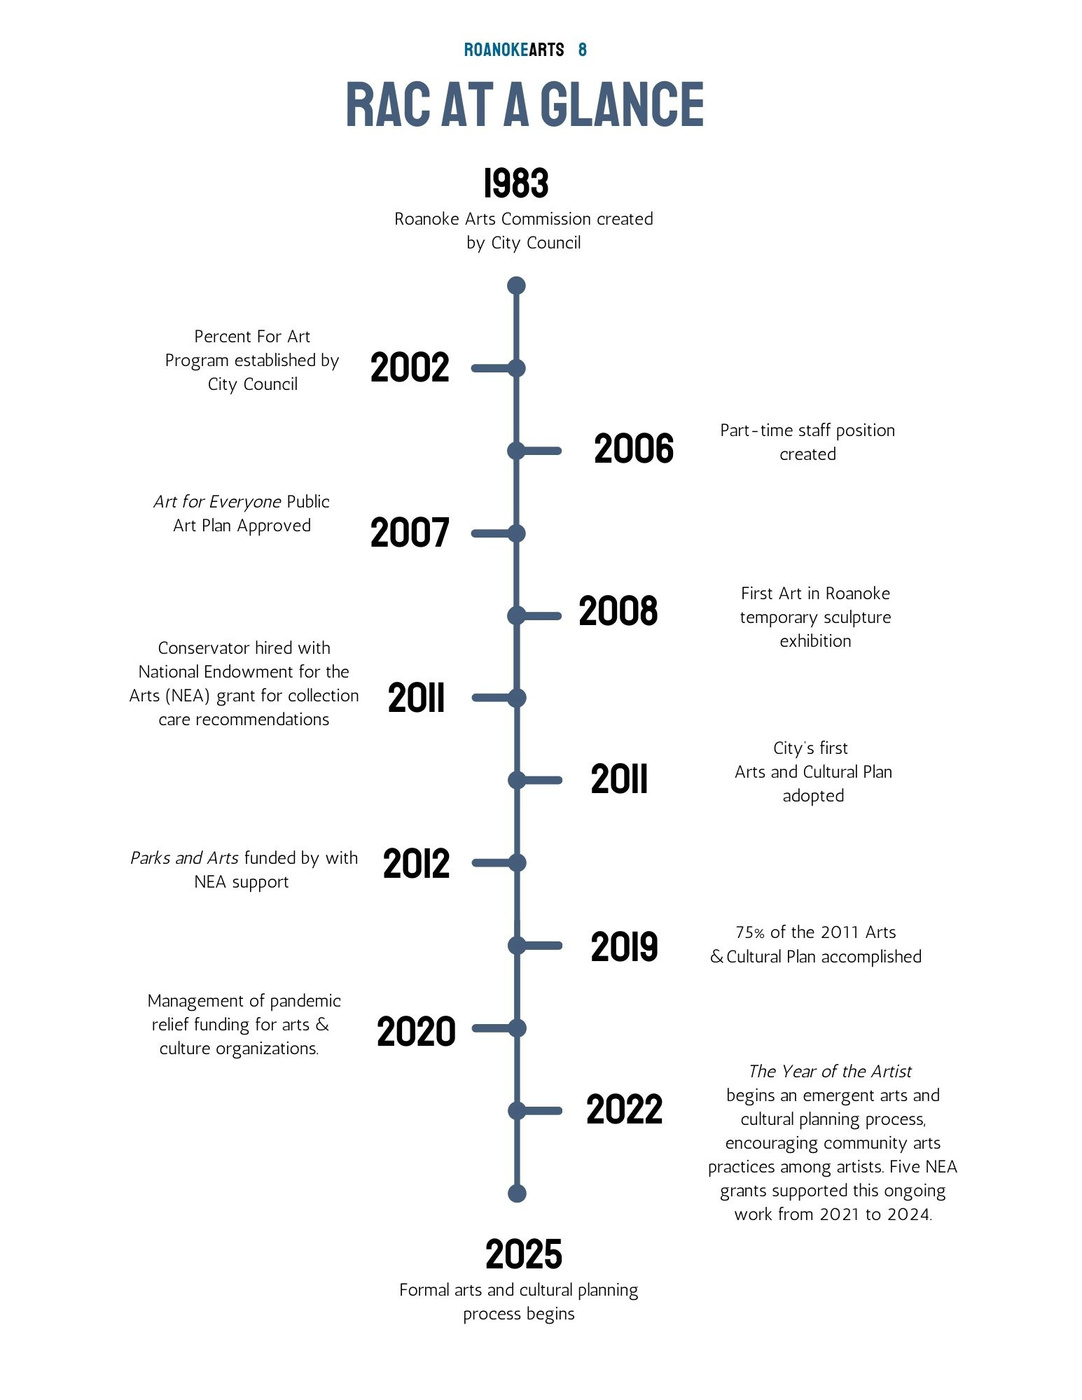 ROANOKEARTS 8
RAC AT A GLANCE
1983
Roanoke Arts Commission created
by City Council
Percent For Art
Program established by
City Council
2002
2006
Part-time staff position
created
Art for Everyone Public
Art Plan Approved
2007
2008
First Art in Roanoke
temporary sculpture
exhibition
Conservator hired with
National Endowment for the
Arts (NEA) grant for collection
care recommendations
2011
2011
City's first
Arts and Cultural Plan
adopted
Parks and Arts funded by with
NEA support
2012
2019
75% of the 2011 Arts
& Cultural Plan accomplished
Management of pandemic
relief funding for arts &
culture organizations.
2020
2022
The Year of the Artist
begins an emergent arts and
cultural planning process,
encouraging community arts
practices among artists. Five NEA
grants supported this ongoing
work from 2021 to 2024.
2025
Formal arts and cultural planning
process begins